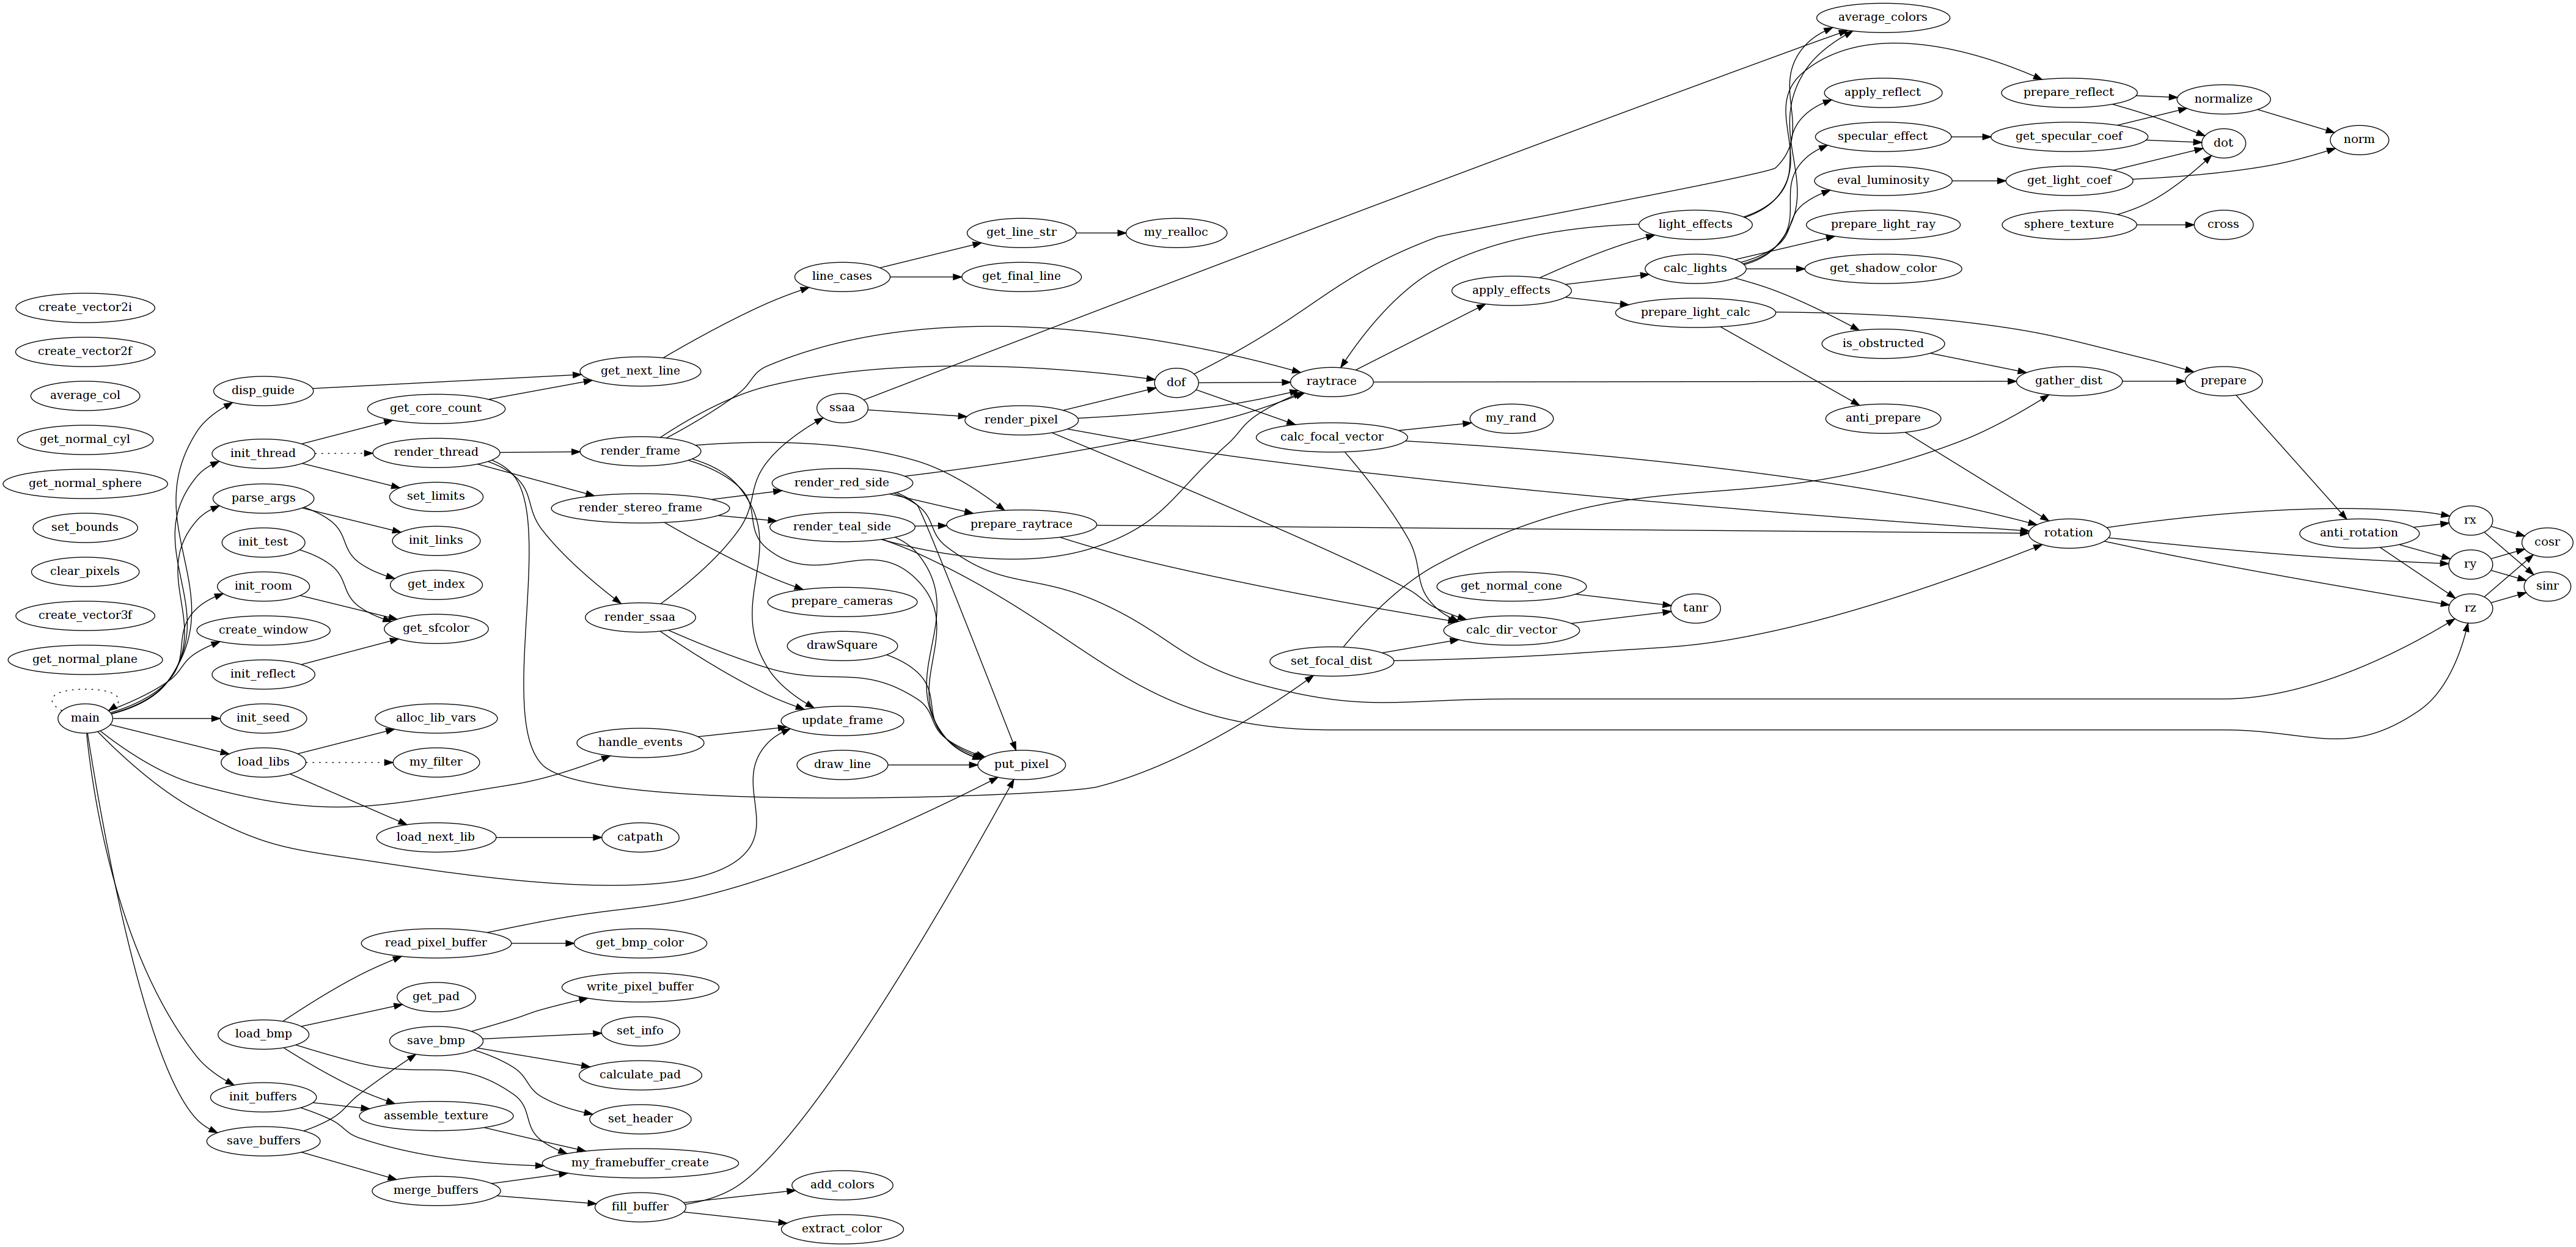 average_colors
apply_reflect
prepare_reflect
normalize
specular_effect
get_specular_coef
dot
norm
eval_luminosity
get_light_coef
get_line_str
my_realloc
light_effects
prepare_light_ray
sphere_texture
cross
line_cases
get_final_line
calc_lights
get_shadow_color
create_vector2i
apply_effects
prepare_light_calc
create_vector2f
is_obstructed
average_col
disp_guide
get_next_line
dof
raytrace
gather_dist
prepare
get_core_count
ssaa
render_pixel
my_rand
anti_prepare
get_normal_cyl
init_thread
render_thread
render_frame
calc_focal_vector
get_normal_sphere
parse_args
set_limits
render_stereo_frame
render_red_side
set_bounds
init_test
init_links
render_teal_side
prepare_raytrace
rotation
anti_rotation
rx
cosr
clear_pixels
init_room
get_index
prepare_cameras
get_normal_cone
ry
sinr
create_vector3f
create_window
get_sfcolor
render_ssaa
drawSquare
calc_dir_vector
tanr
rz
get_normal_plane
init_reflect
set_focal_dist
main
init_seed
alloc_lib_vars
handle_events
update_frame
load_libs
my_filter
draw_line
put_pixel
load_next_lib
catpath
read_pixel_buffer
get_bmp_color
get_pad
write_pixel_buffer
load_bmp
save_bmp
set_info
calculate_pad
init_buffers
assemble_texture
set_header
save_buffers
my_framebuffer_create
merge_buffers
add_colors
fill_buffer
extract_color